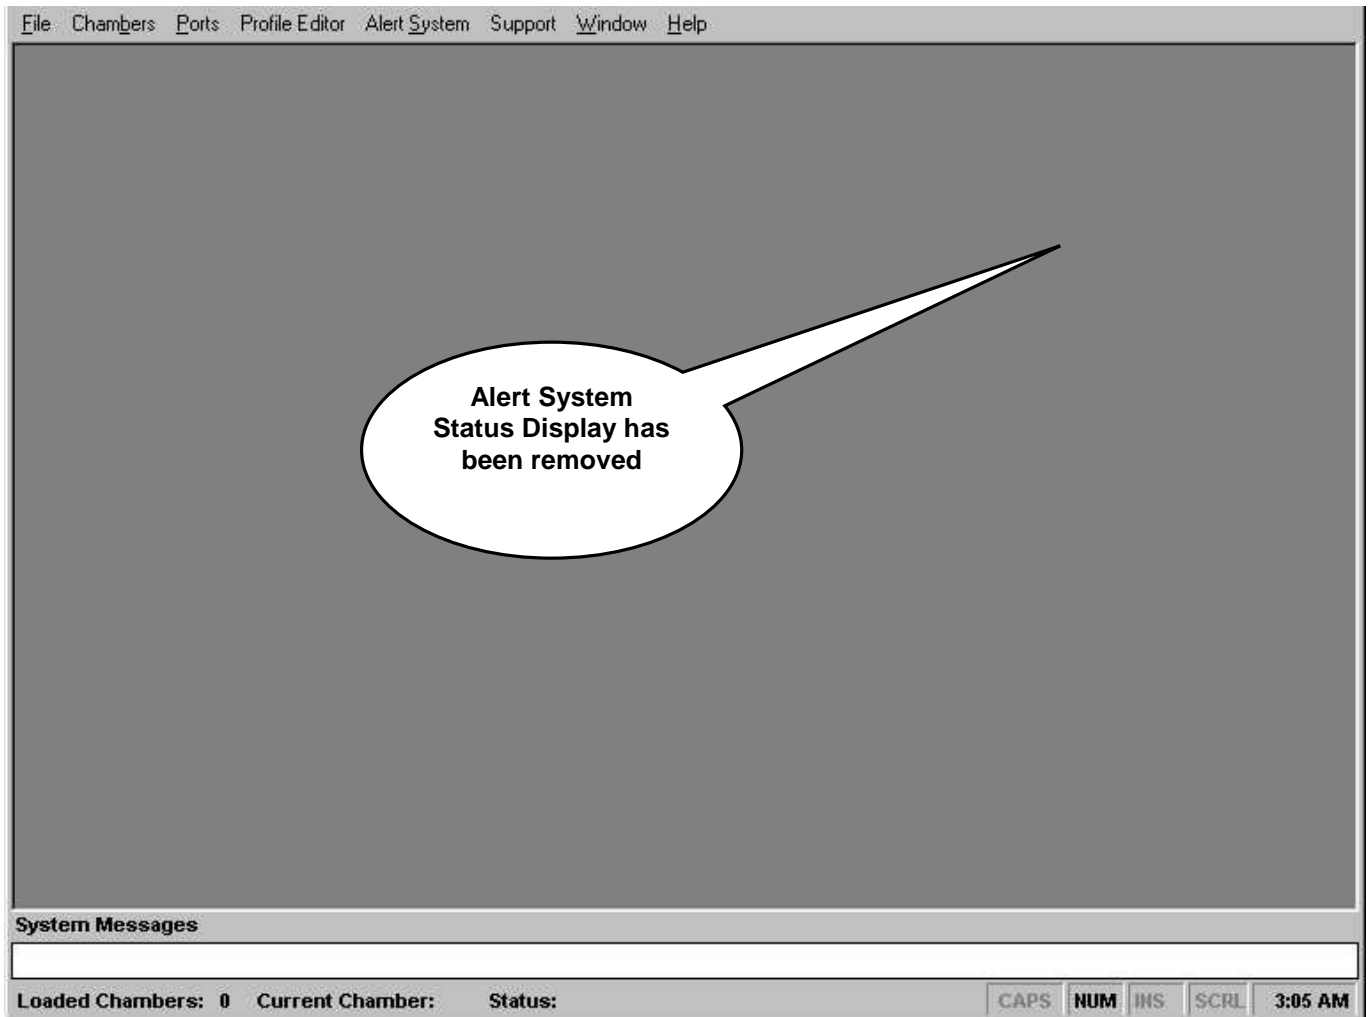 File Chambers Ports Profile Editor Alert System Support Window Help
Alert System
Status Display has
been removed
System Messages
Loaded Chambers: 0 Current Chamber: Status: CAPS NUM INS SCRL 3:05 AM